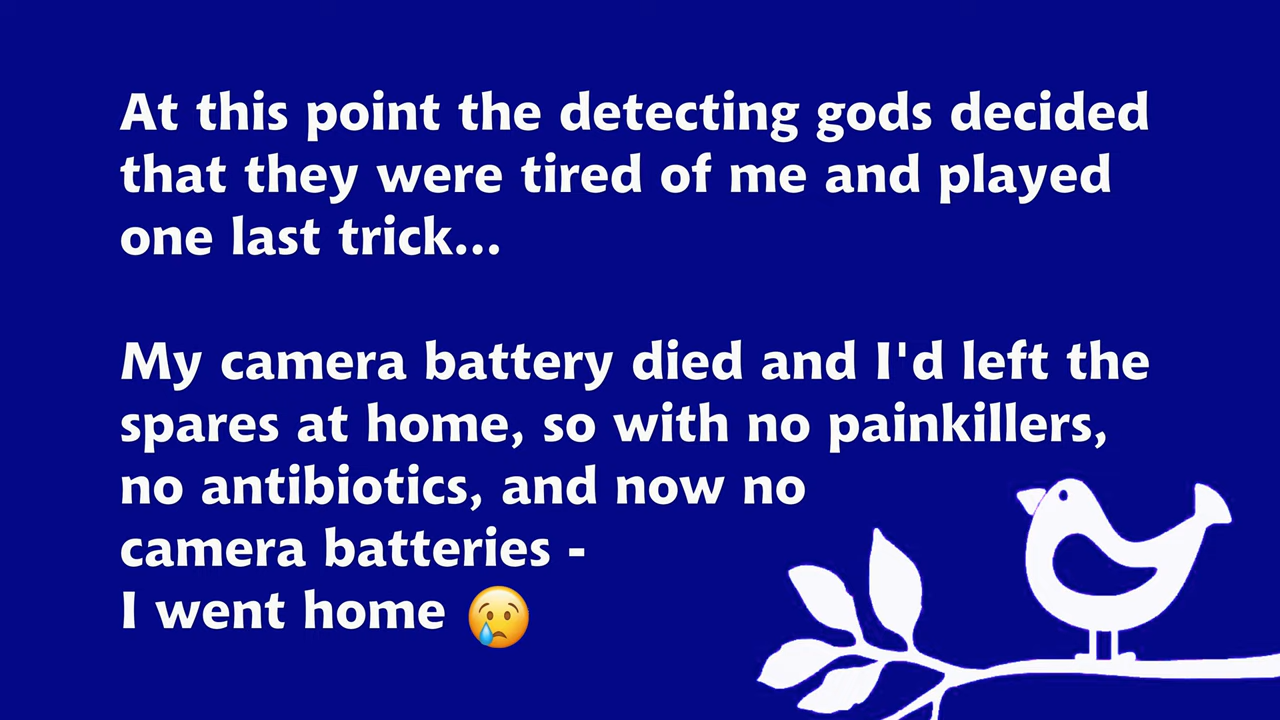 At this point the detecting gods decided
that they were tired of me and played
one last trick...
My camera battery died and I'd left the
spares at home, so with no painkillers,
no antibiotics, and now no
camera batteries -
I went home 😢